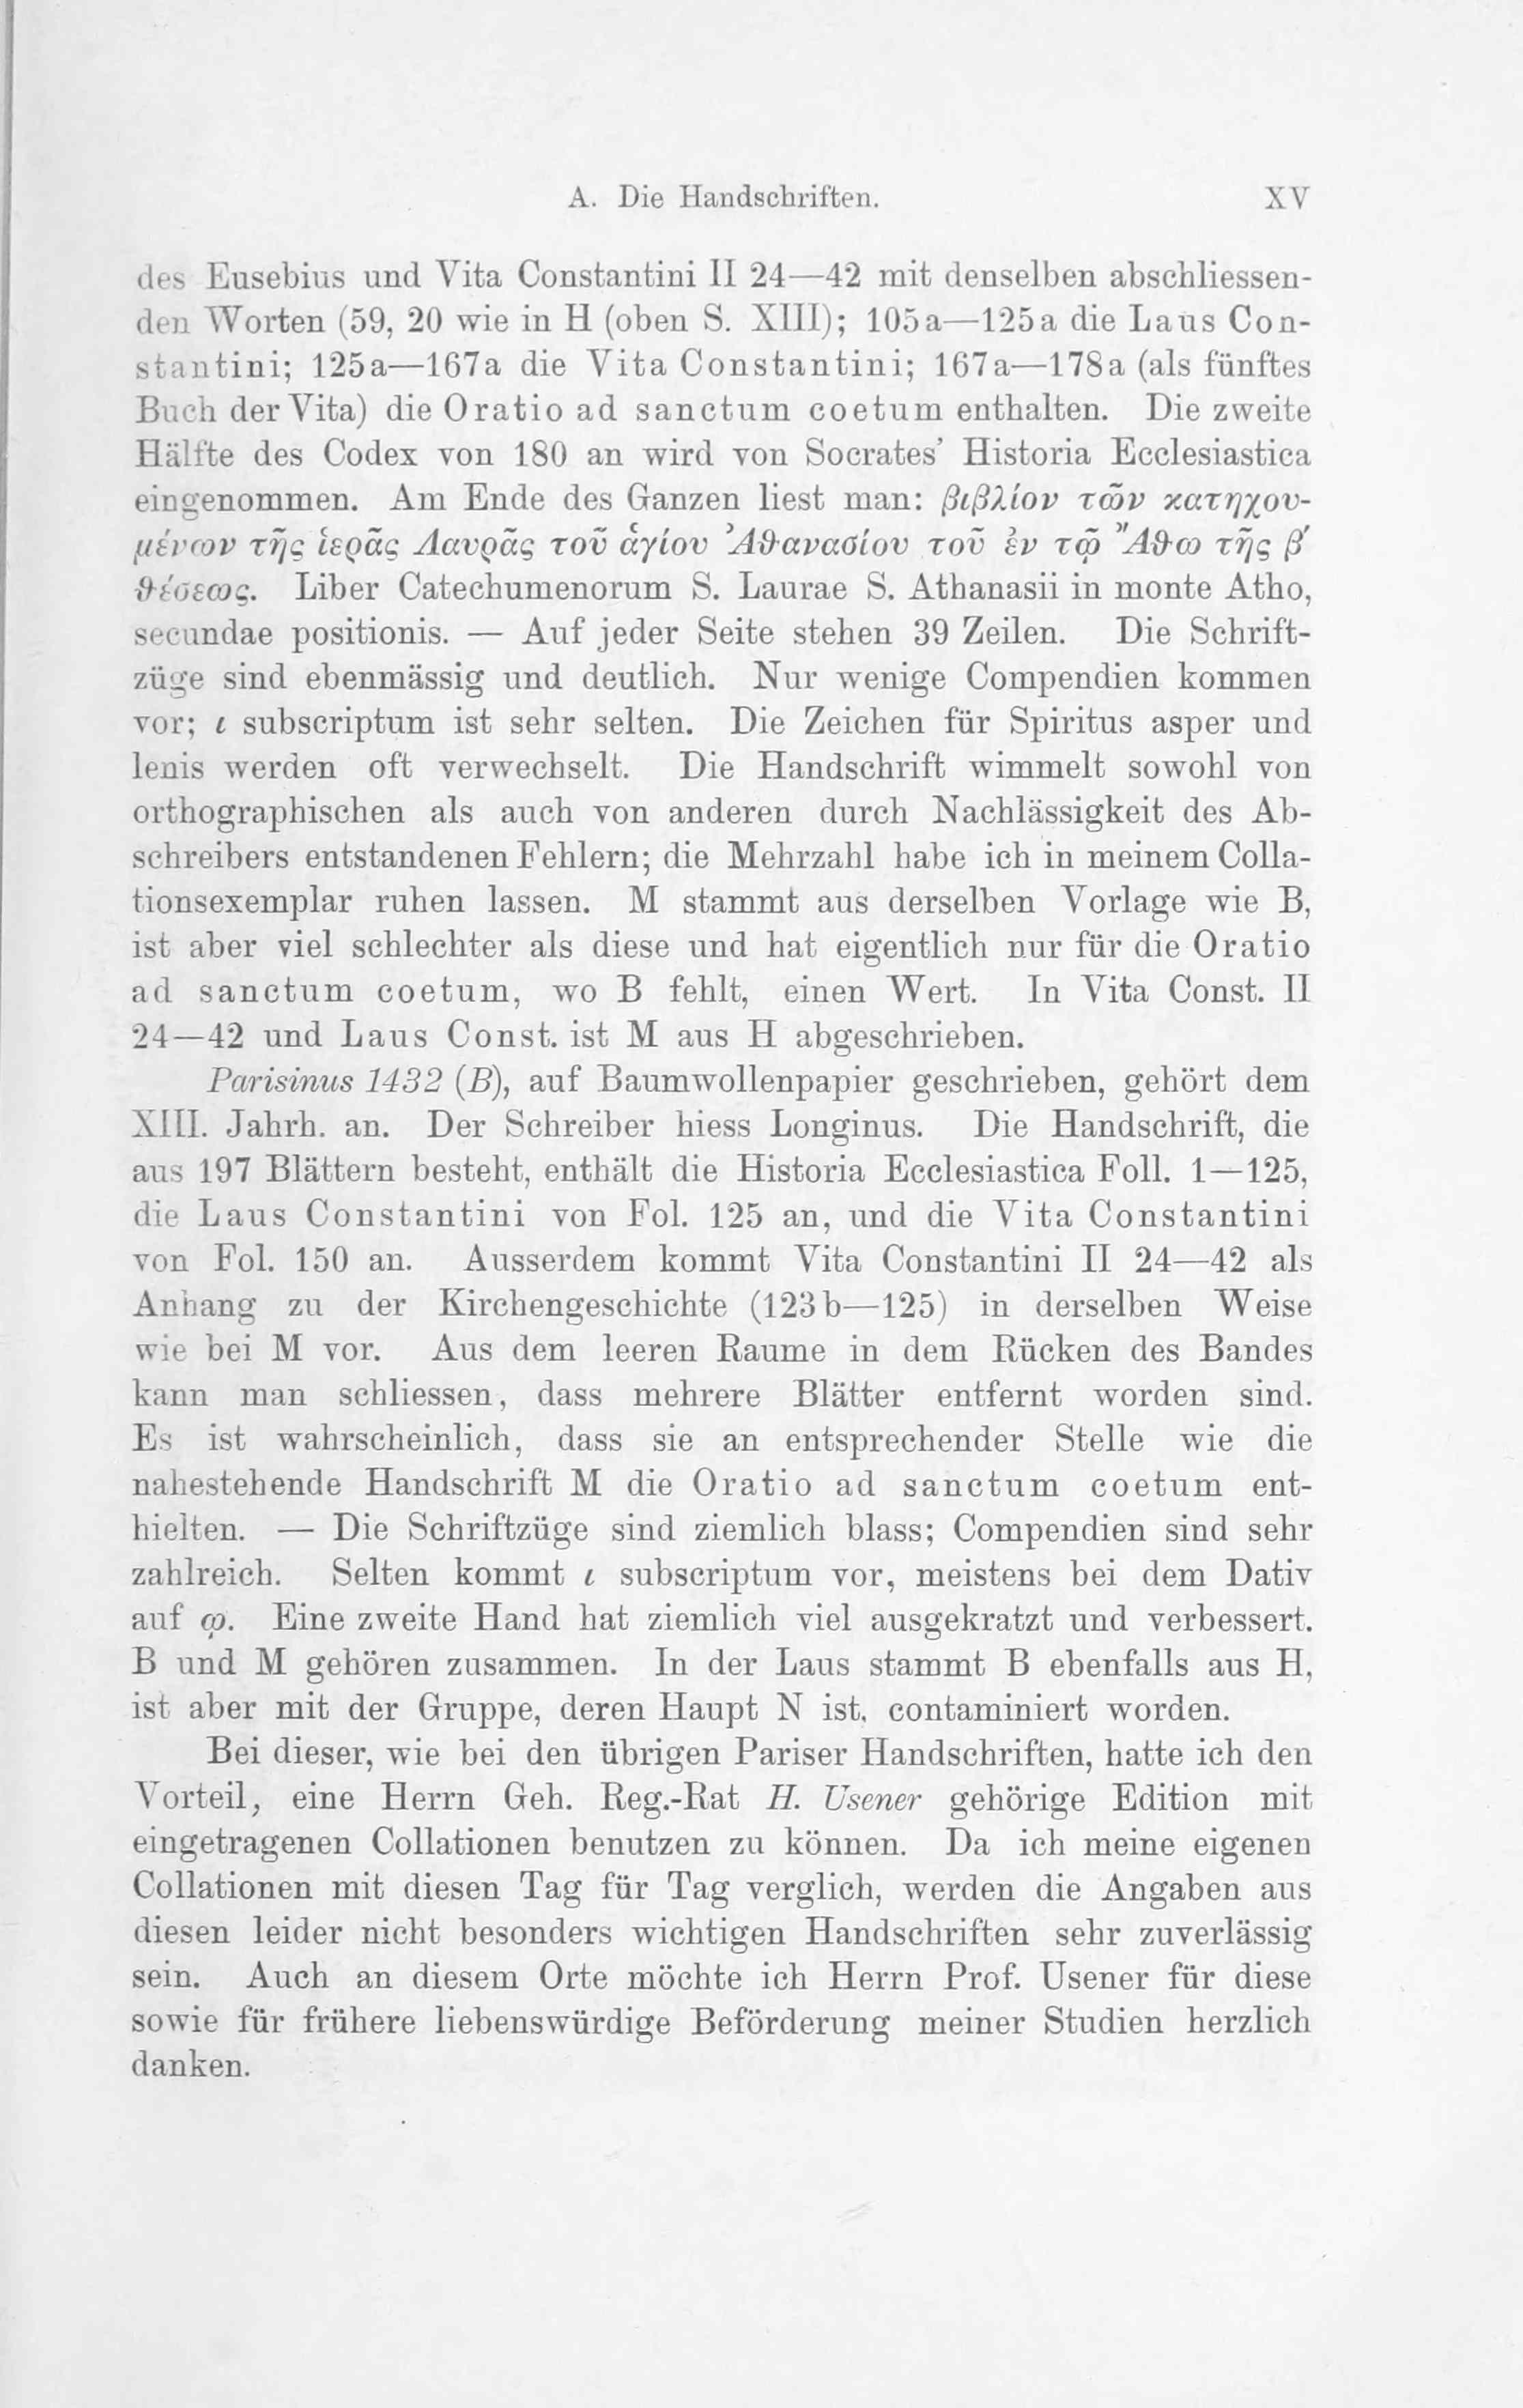 A. Die Handschriften. XV
des Eusebius und Vita Constantini II 24—42 mit denselben abschliessen-
den Worten (59, 20 wie in H (oben S. XIII); 105a—125a die Laus Con-
stantini; 125a—167a die Vita Constantini; 167a—178a (als fünftes
Buch der Vita) die Oratio ad sanctum coetum enthalten. Die zweite
Hälfte des Codex von 180 an wird von Socrates' Historia Ecclesiastica
eingenommen. Am Ende des Ganzen liest man: βιβλίον τῶν κατηχου-
μένων τῆς ἱερᾶς Λαυρᾶς τοῦ ἁγίου Ἀθανασίου τοῦ ἐν τῷ Ἄθω τῆς β΄
θέσεως. Liber Catechumenorum S. Laurae S. Athanasii in monte Atho,
secundae positionis. — Auf jeder Seite stehen 39 Zeilen. Die Schrift-
züge sind ebenmässig und deutlich. Nur wenige Compendien kommen
vor; ι subscriptum ist sehr selten. Die Zeichen für Spiritus asper und
lenis werden oft verwechselt. Die Handschrift wimmelt sowohl von
orthographischen als auch von anderen durch Nachlässigkeit des Ab-
schreibers entstandenen Fehlern; die Mehrzahl habe ich in meinem Colla-
tionsexemplar ruhen lassen. M stammt aus derselben Vorlage wie B,
ist aber viel schlechter als diese und hat eigentlich nur für die Oratio
ad sanctum coetum, wo B fehlt, einen Wert. In Vita Const. II
24—42 und Laus Const. ist M aus H abgeschrieben.
Parisinus 1432 (B), auf Baumwollenpapier geschrieben, gehört dem
XIII. Jahrh. an. Der Schreiber hiess Longinus. Die Handschrift, die
aus 197 Blättern besteht, enthält die Historia Ecclesiastica Foll. 1—125,
die Laus Constantini von Fol. 125 an, und die Vita Constantini
von Fol. 150 an. Ausserdem kommt Vita Constantini II 24—42 als
Anhang zu der Kirchengeschichte (123b—125) in derselben Weise
wie bei M vor. Aus dem leeren Raume in dem Rücken des Bandes
kann man schliessen, dass mehrere Blätter entfernt worden sind.
Es ist wahrscheinlich, dass sie an entsprechender Stelle wie die
nahestehende Handschrift M die Oratio ad sanctum coetum ent-
hielten. — Die Schriftzüge sind ziemlich blass; Compendien sind sehr
zahlreich. Selten kommt ι subscriptum vor, meistens bei dem Dativ
auf ῳ. Eine zweite Hand hat ziemlich viel ausgekratzt und verbessert.
B und M gehören zusammen. In der Laus stammt B ebenfalls aus H,
ist aber mit der Gruppe, deren Haupt N ist, contaminiert worden.
Bei dieser, wie bei den übrigen Pariser Handschriften, hatte ich den
Vorteil, eine Herrn Geh. Reg.-Rat H. Usener gehörige Edition mit
eingetragenen Collationen benutzen zu können. Da ich meine eigenen
Collationen mit diesen Tag für Tag verglich, werden die Angaben aus
diesen leider nicht besonders wichtigen Handschriften sehr zuverlässig
sein. Auch an diesem Orte möchte ich Herrn Prof. Usener für diese
sowie für frühere liebenswürdige Beförderung meiner Studien herzlich
danken.